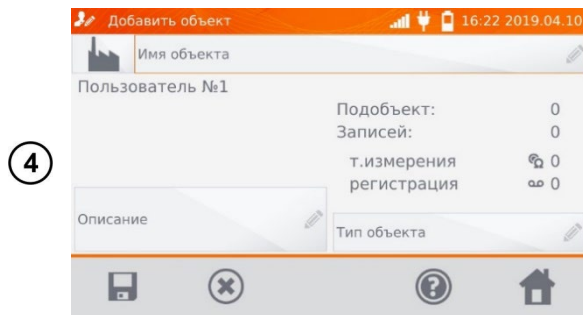 4
Добавить объект 16:22 2019.04.10
Имя объекта
Пользователь №1
Подобъект: 0
Записей: 0
т.измерения 0
регистрация 0
Описание
Тип объекта
?